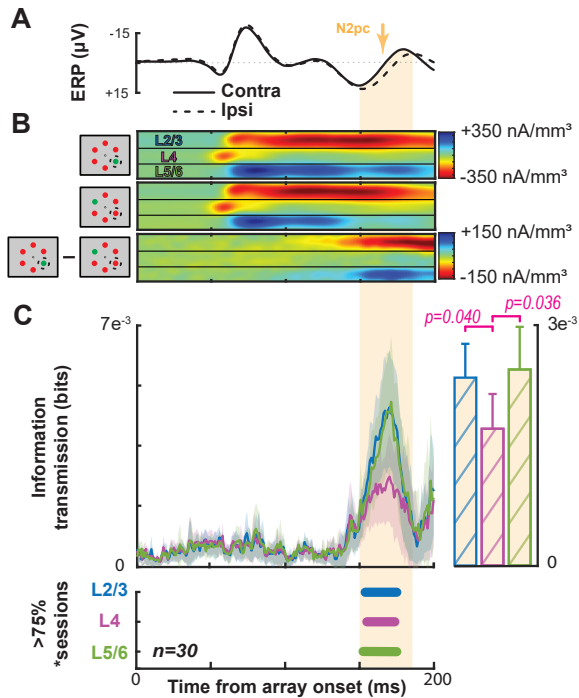 A
-15
ERP (µV)
+15
N2pc
Contra
Ipsi
B
L2/3
L4
L5/6
+350 nA/mm³
-350 nA/mm³
+150 nA/mm³
-150 nA/mm³
C
7e-³
Information
transmission (bits)
0
p=0.040
p=0.036
3e-³
0
>75%
*sessions
L2/3
L4
L5/6
n=30
0
Time from array onset (ms)
200